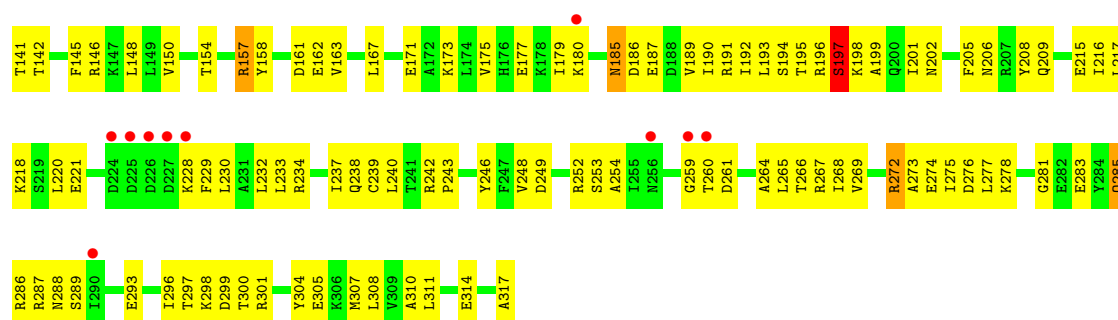 T141 T142 F145 R146 K147 L148 L149 V150 T154 R157 Y158 D161 E162 V163 L167 E171 A172 K173 L174 V175 H176 E177 K178 I179 K180 N185 D186 E187 D188 V189 I190 R191 I192 L193 S194 T195 R196 S197 K198 A199 Q200 I201 N202 F205 N206 R207 Y208 Q209 E215 I216
K218 S219 L220 E221 D224 D225 D226 D227 K228 F229 L230 A231 L232 L233 R234 I237 Q238 C239 L240 T241 R242 P243 Y246 F247 V248 D249 R252 S253 A254 I255 N256 G259 T260 D261 A264 L265 T266 R267 I268 V269 R272 A273 E274 I275 D276 L277 K278 G281 E282 E283 Y284
R286 R287 N288 S289 I290 E293 I296 T297 K298 D299 T300 R301 Y304 E305 K306 M307 L308 V309 A310 L311 E314 A317